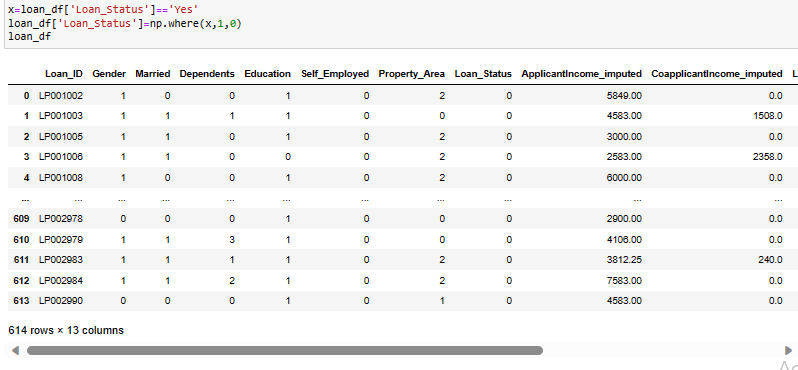 x=loan_df['Loan_Status']=='Yes'
loan_df['Loan_Status']=np.where(x,1,0)
loan_df
Loan_ID Gender Married Dependents Education Self_Employed Property_Area Loan_Status ApplicantIncome_imputed CoapplicantIncome_imputed L
0 LP001002 1 0 0 1 0 2 0 5849.00 0.0
1 LP001003 1 1 1 1 0 0 0 4583.00 1508.0
2 LP001005 1 1 0 1 0 2 0 3000.00 0.0
3 LP001006 1 1 0 0 0 2 0 2583.00 2358.0
4 LP001008 1 0 0 1 0 2 0 6000.00 0.0
... ... ... ... ... ... ... ... ... ... ...
609 LP002978 0 0 0 1 0 0 0 2900.00 0.0
610 LP002979 1 1 3 1 0 0 0 4106.00 0.0
611 LP002983 1 1 1 1 0 2 0 3812.25 240.0
612 LP002984 1 1 2 1 0 2 0 7583.00 0.0
613 LP002990 0 0 0 1 0 1 0 4583.00 0.0
614 rows × 13 columns